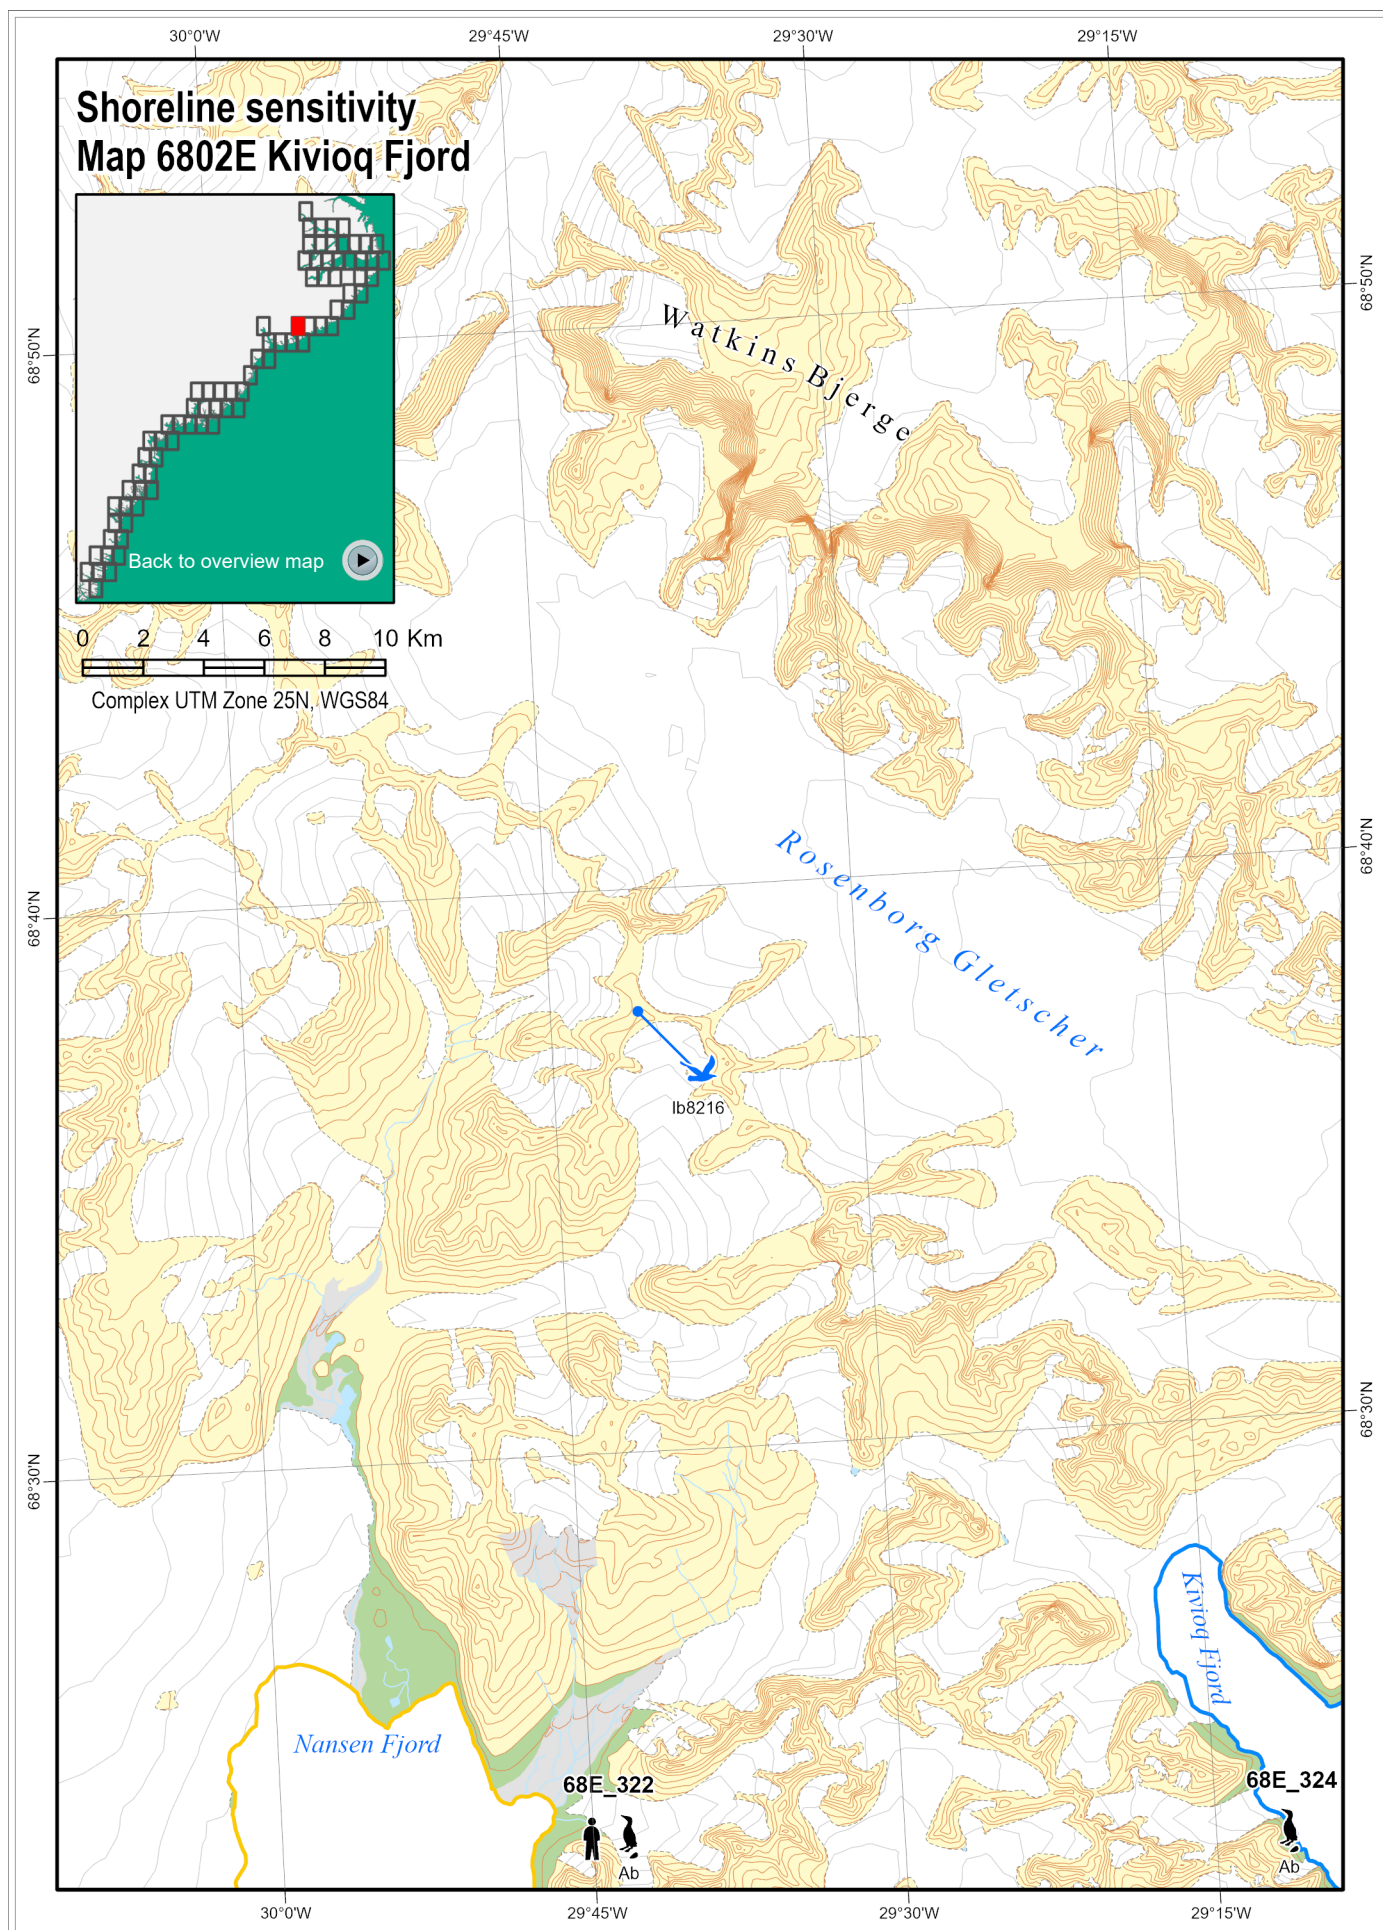 30°0'W 29°45'W 29°30'W 29°15'W
Shoreline sensitivity
Map 6802E Kivioq Fjord
68°50'N
68°50'N
Watkins Bjerge
Back to overview map
0 2 4 6 8 10 Km
Complex UTM Zone 25N, WGS84
68°40'N
Rosenborg Gletscher
68°40'N
Ib8216
68°30'N
68°30'N
Kivioq Fjord
Nansen Fjord
68E_322
68E_324
Ab
Ab
30°0'W 29°45'W 29°30'W 29°15'W